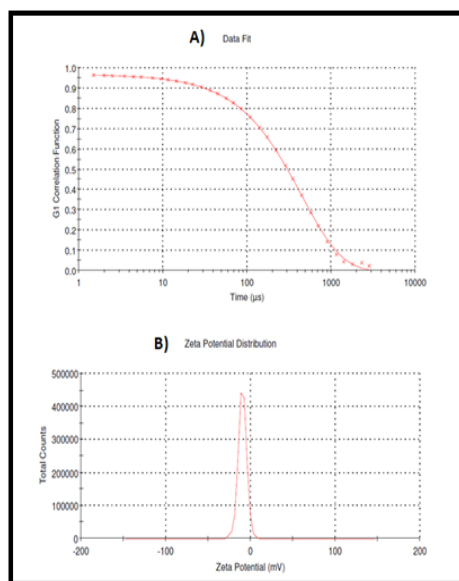 A) Data Fit
1.0
0.9
0.8
0.7
0.6
0.5
0.4
0.3
0.2
0.1
0.0
G1 Correlation Function
1 10 100 1000 10000
Time (µs)
B) Zeta Potential Distribution
500000
400000
300000
200000
100000
0
Total Counts
-200 -100 0 100 200
Zeta Potential (mV)